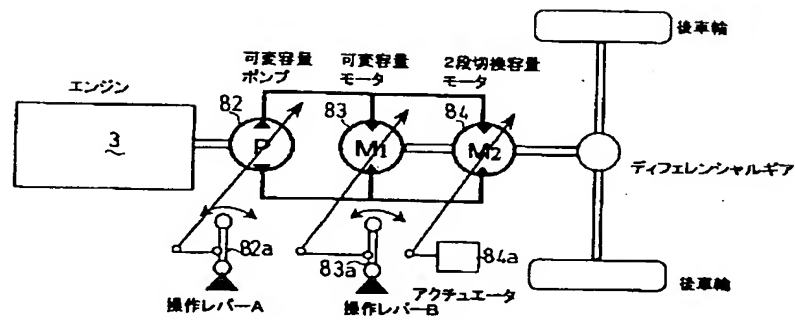 後車輪
可変容量
ポンプ
可変容量
モータ
2段切換容量
モータ
エンジン
82
83
84
3
P
M1
M2
ディフェレンシャルギア
82a
83a
84a
操作レバーA
操作レバーB
アクチュエータ
後車輪